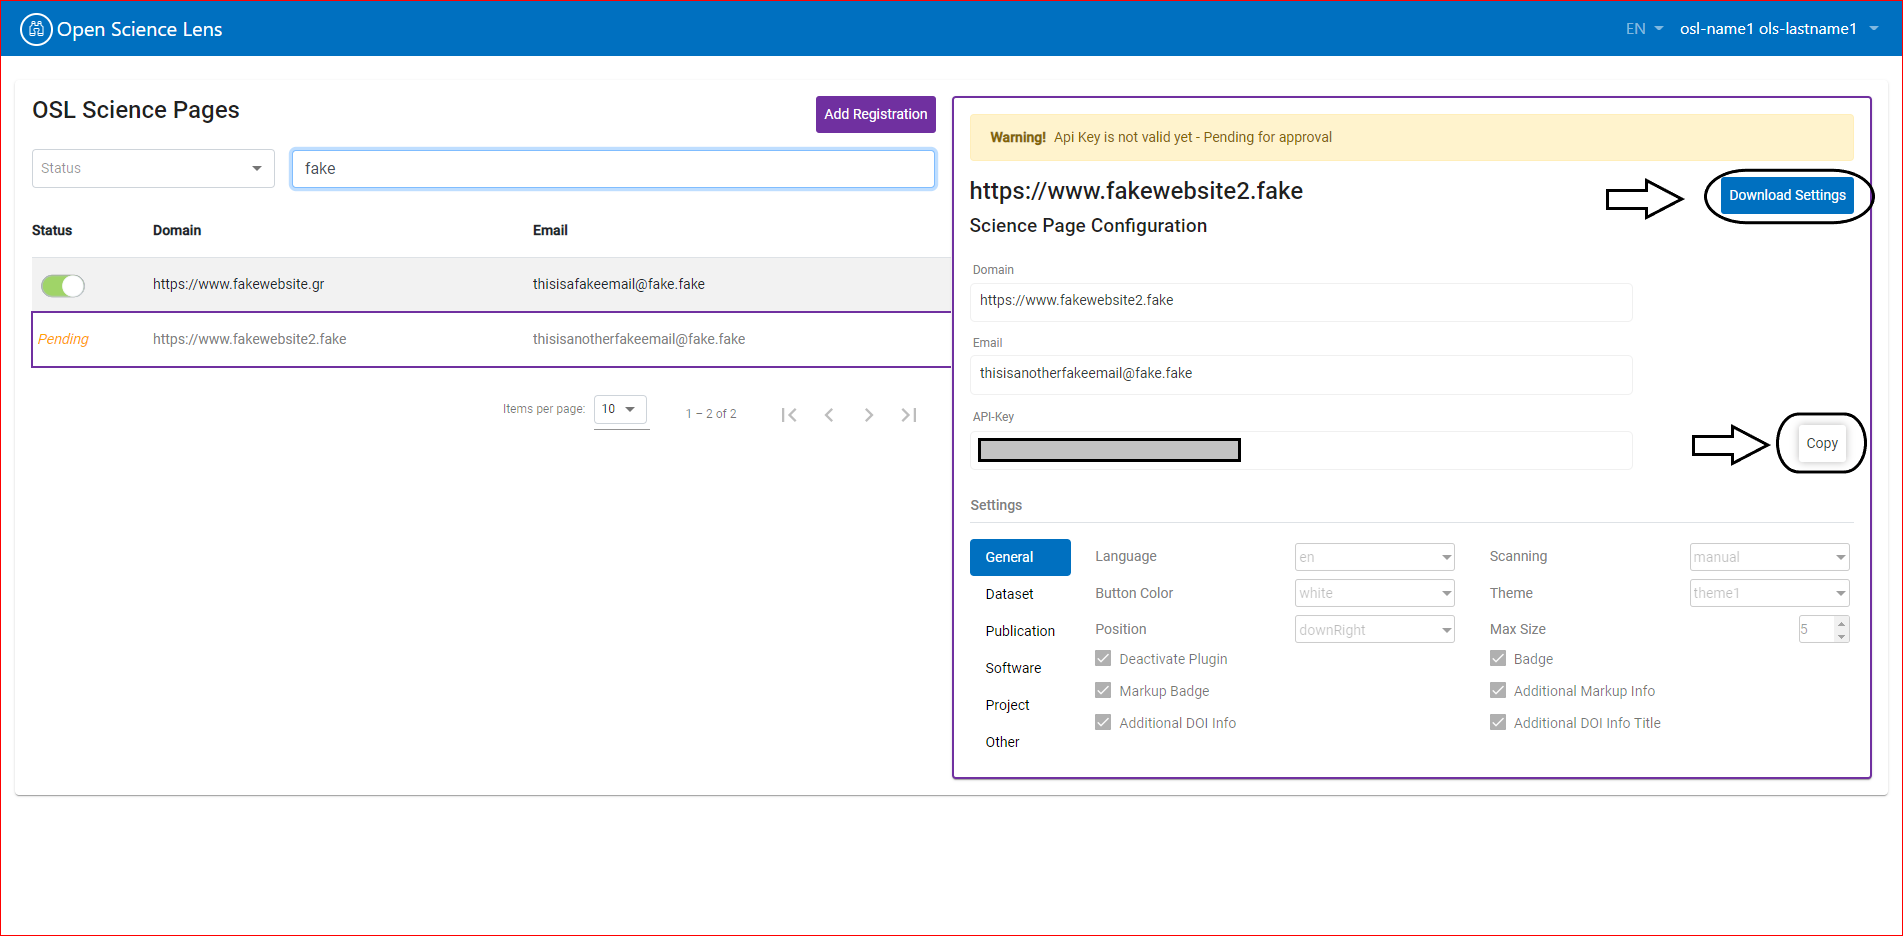 Open Science Lens
EN
osl-name1 ols-lastname1
OSL Science Pages
Add Registration
Status
fake
Status Domain Email
https://www.fakewebsite.gr thisisafakeemail@fake.fake
Pending https://www.fakewebsite2.fake thisisanotherfakeemail@fake.fake
Items per page: 10 1 – 2 of 2
Warning! Api Key is not valid yet - Pending for approval
https://www.fakewebsite2.fake
Download Settings
Science Page Configuration
Domain
https://www.fakewebsite2.fake
Email
thisisanotherfakeemail@fake.fake
API-Key
Copy
Settings
General
Dataset
Publication
Software
Project
Other
Language en Scanning manual
Button Color white Theme theme1
Position downRight Max Size 5
Deactivate Plugin Badge
Markup Badge Additional Markup Info
Additional DOI Info Additional DOI Info Title